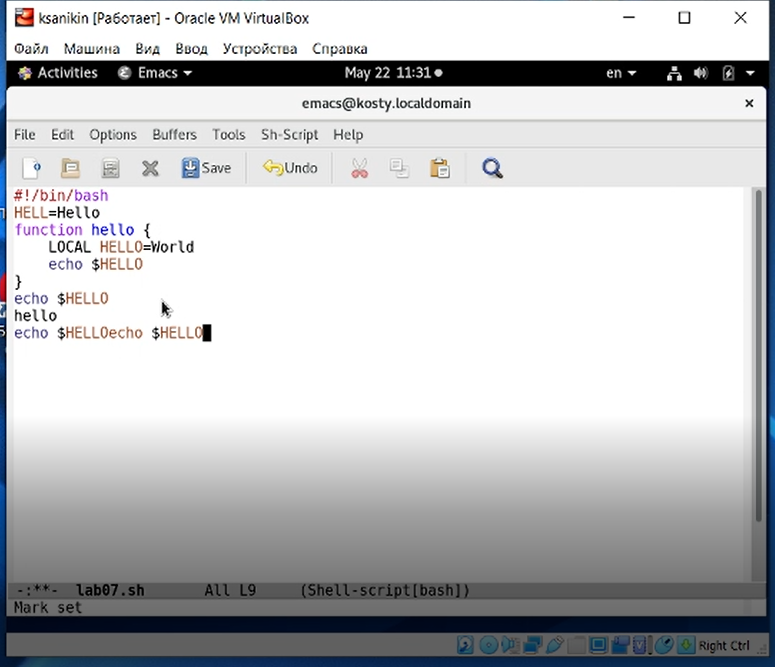 ksanikin [Работает] - Oracle VM VirtualBox
Файл Машина Вид Ввод Устройства Справка
Activities Emacs May 22 11:31 en
emacs@kosty.localdomain
File Edit Options Buffers Tools Sh-Script Help
Save Undo
#!/bin/bash
HELL=Hello
function hello {
LOCAL HELLO=World
echo $HELLO
}
echo $HELLO
hello
echo $HELLOecho $HELLO
-:**- lab07.sh All L9 (Shell-script[bash])
Mark set
Right Ctrl